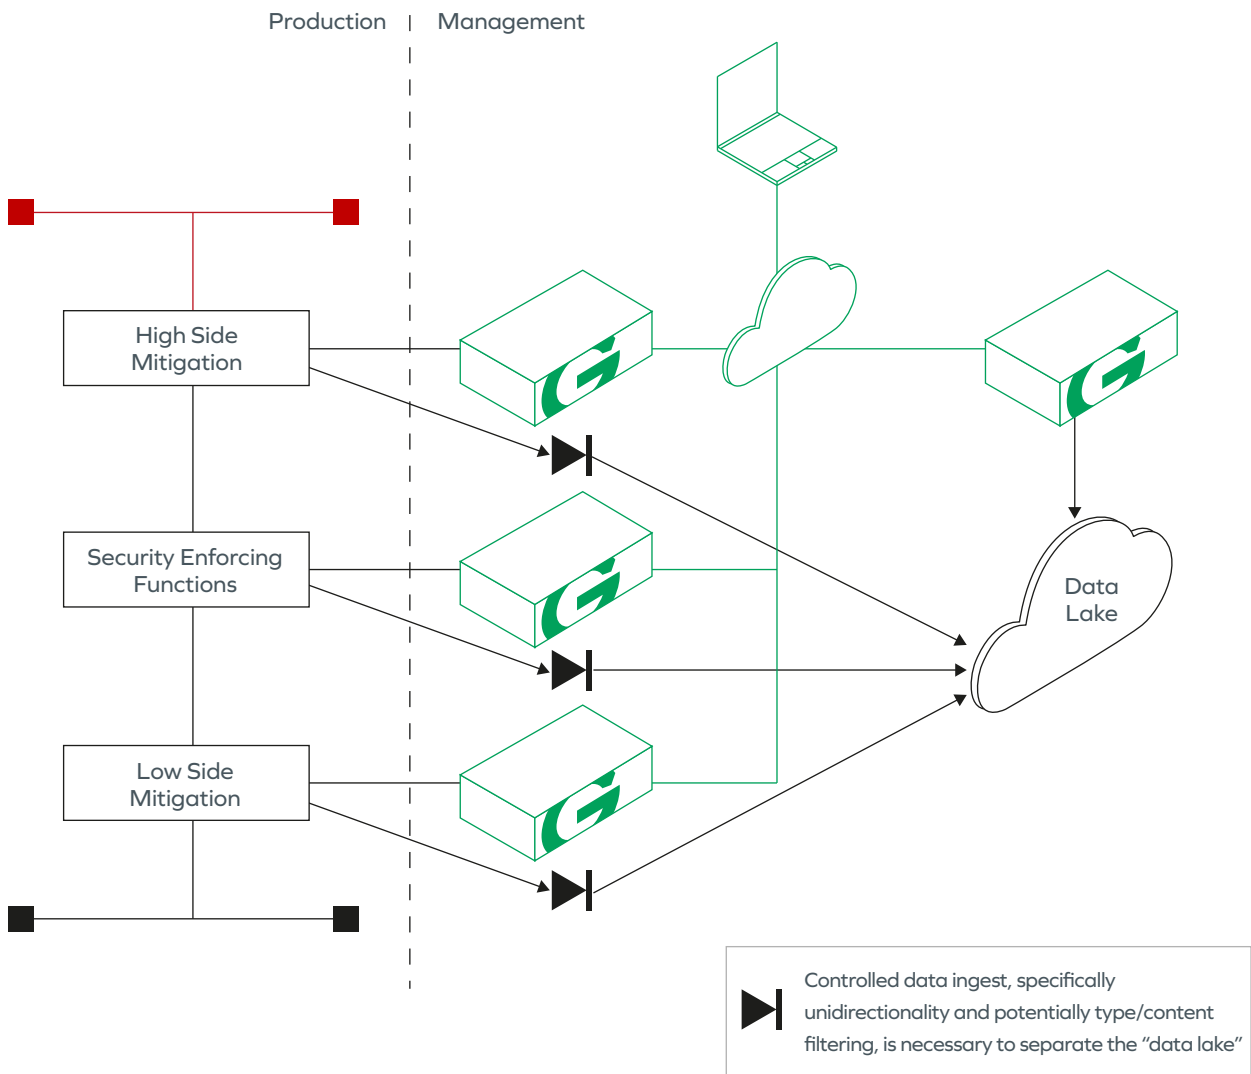 Production
Management
High Side
Mitigation
Security Enforcing
Functions
Data
Lake
Low Side
Mitigation
Controlled data ingest, specifically
unidirectionality and potentially type/content
filtering, is necessary to separate the “data lake”